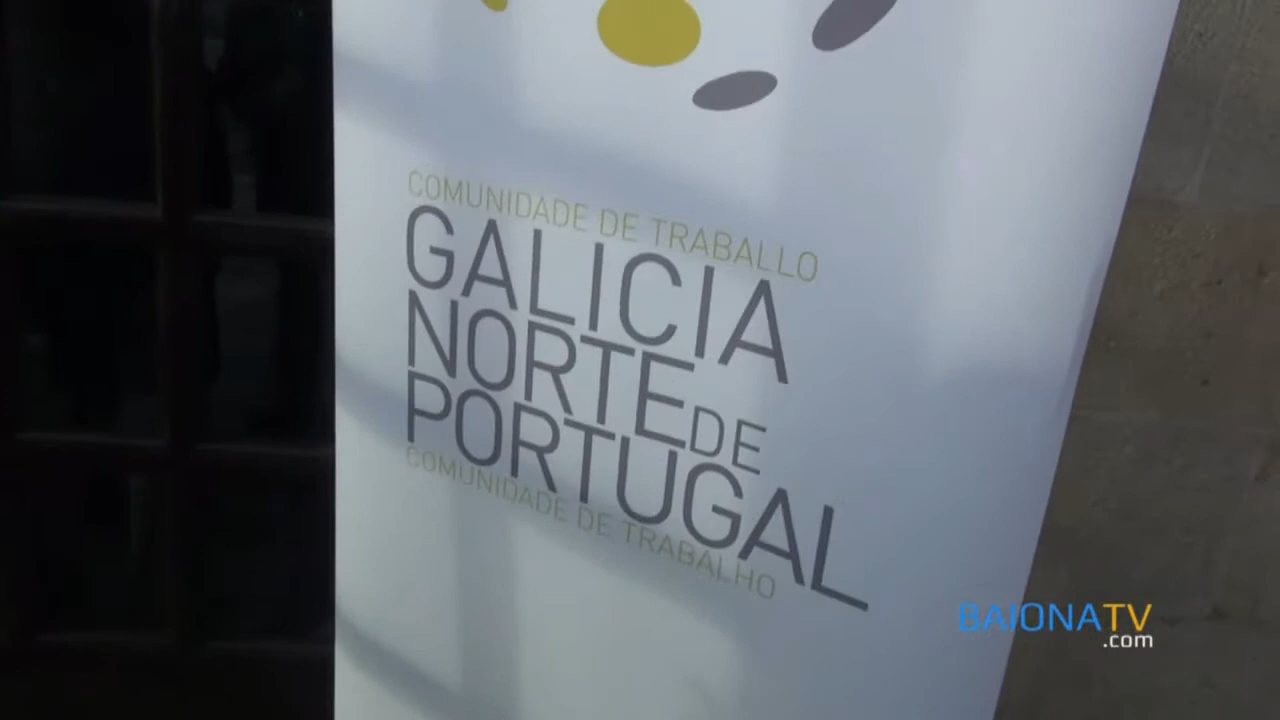 COMUNIDADE DE TRABALLO
GALICIA
NORTE DE
PORTUGAL
COMUNIDADE DE TRABALHO
BAIONATV
.com